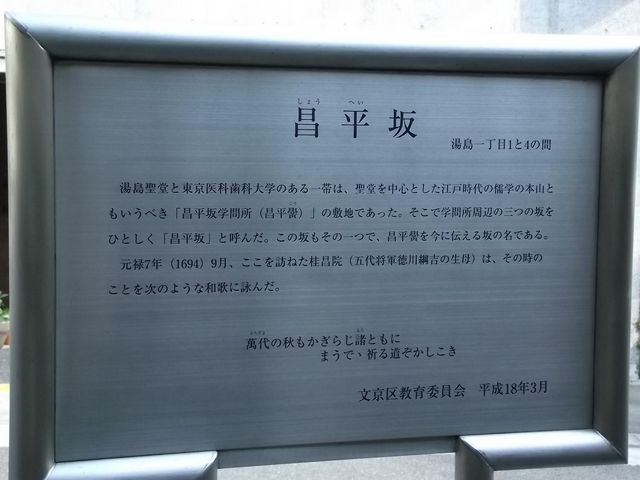 しょう へい
昌平坂
湯島一丁目1と4の間
湯島聖堂と東京医科歯科大学のある一帯は、聖堂を中心とした江戸時代の儒学の本山と
もいうべき「昌平坂学問所（昌平黌）」の敷地であった。そこで学問所周辺の三つの坂を
ひとしく「昌平坂」と呼んだ。この坂もその一つで、昌平黌を今に伝える坂の名である。
元禄7年（1694）9月、ここを訪ねた桂昌院（五代将軍徳川綱吉の生母）は、その時の
ことを次のような和歌に詠んだ。
萬代の秋もかぎらじ諸ともに
まうでゝ祈る道ぞかしこき
文京区教育委員会 平成18年3月